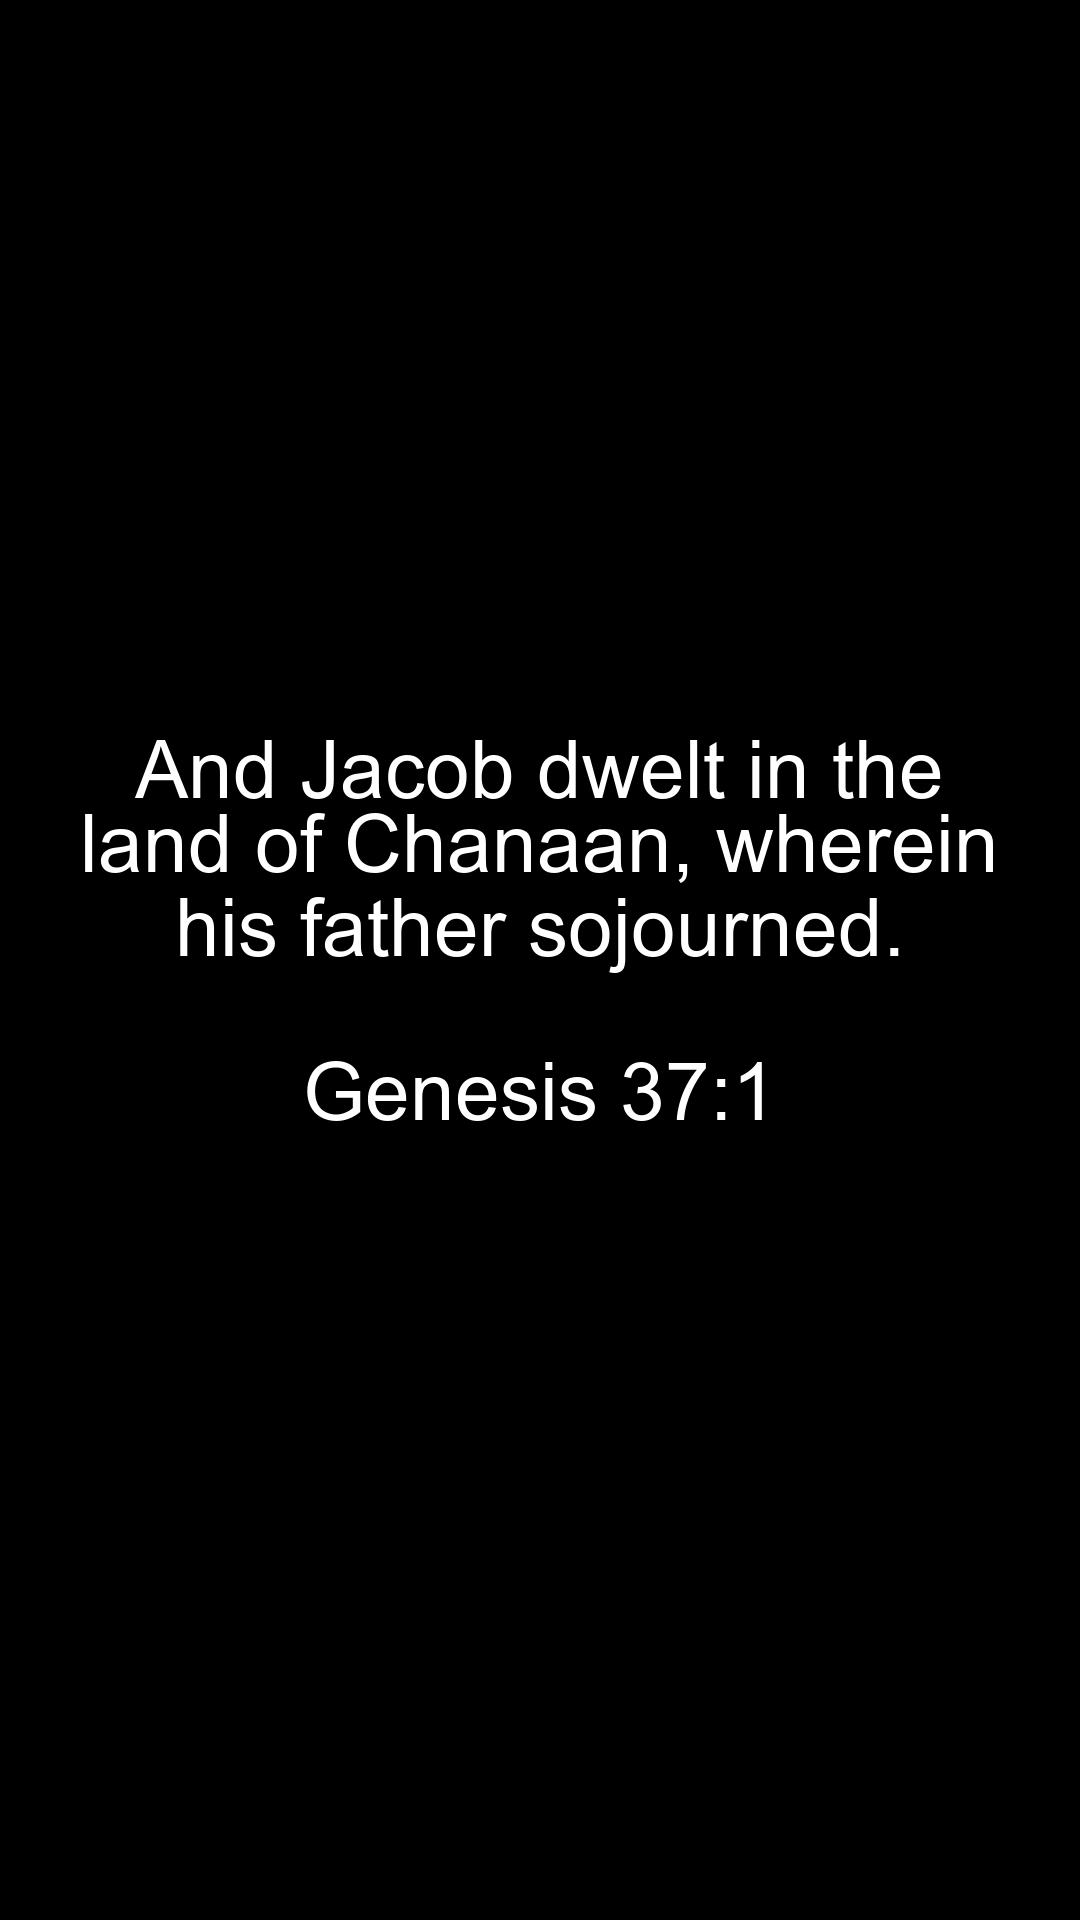 And Jacob dwelt in the
land of Chanaan, wherein
his father sojourned.
Genesis 37:1